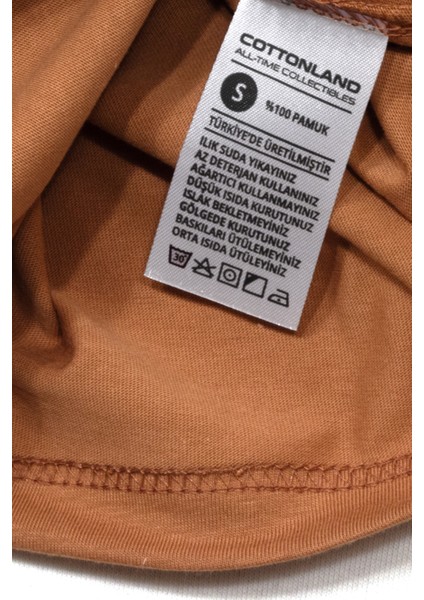 COTTONLAND
ALL-TIME COLLECTIBLES
S
%100 PAMUK
TÜRKİYE'DE ÜRETİLMİŞTİR
ILIK SUDA YIKAYINIZ
AZ DETERJAN KULLANINIZ
AĞARTICI KULLANMAYINIZ
DÜŞÜK ISIDA KURUTUNUZ
ISLAK BEKLETMEYİNİZ
GÖLGEDE KURUTUNUZ
BASKILARI ÜTÜLEMEYİNİZ
ORTA ISIDA ÜTÜLEYİNİZ
30°